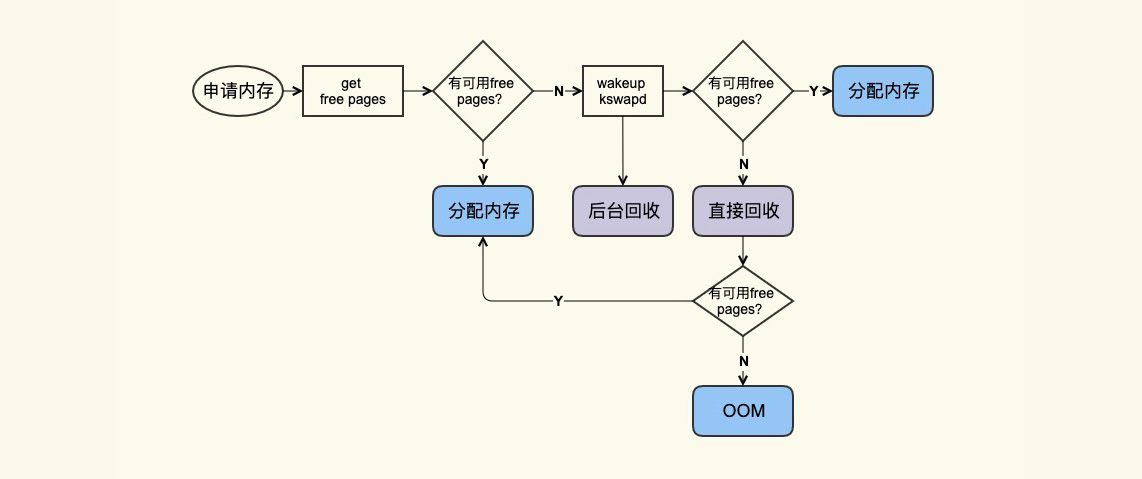 申请内存
get
free pages
有可用free
pages?
N
wakeup
kswapd
有可用free
pages?
Y
分配内存
Y
N
分配内存
后台回收
直接回收
有可用free
pages?
Y
N
OOM